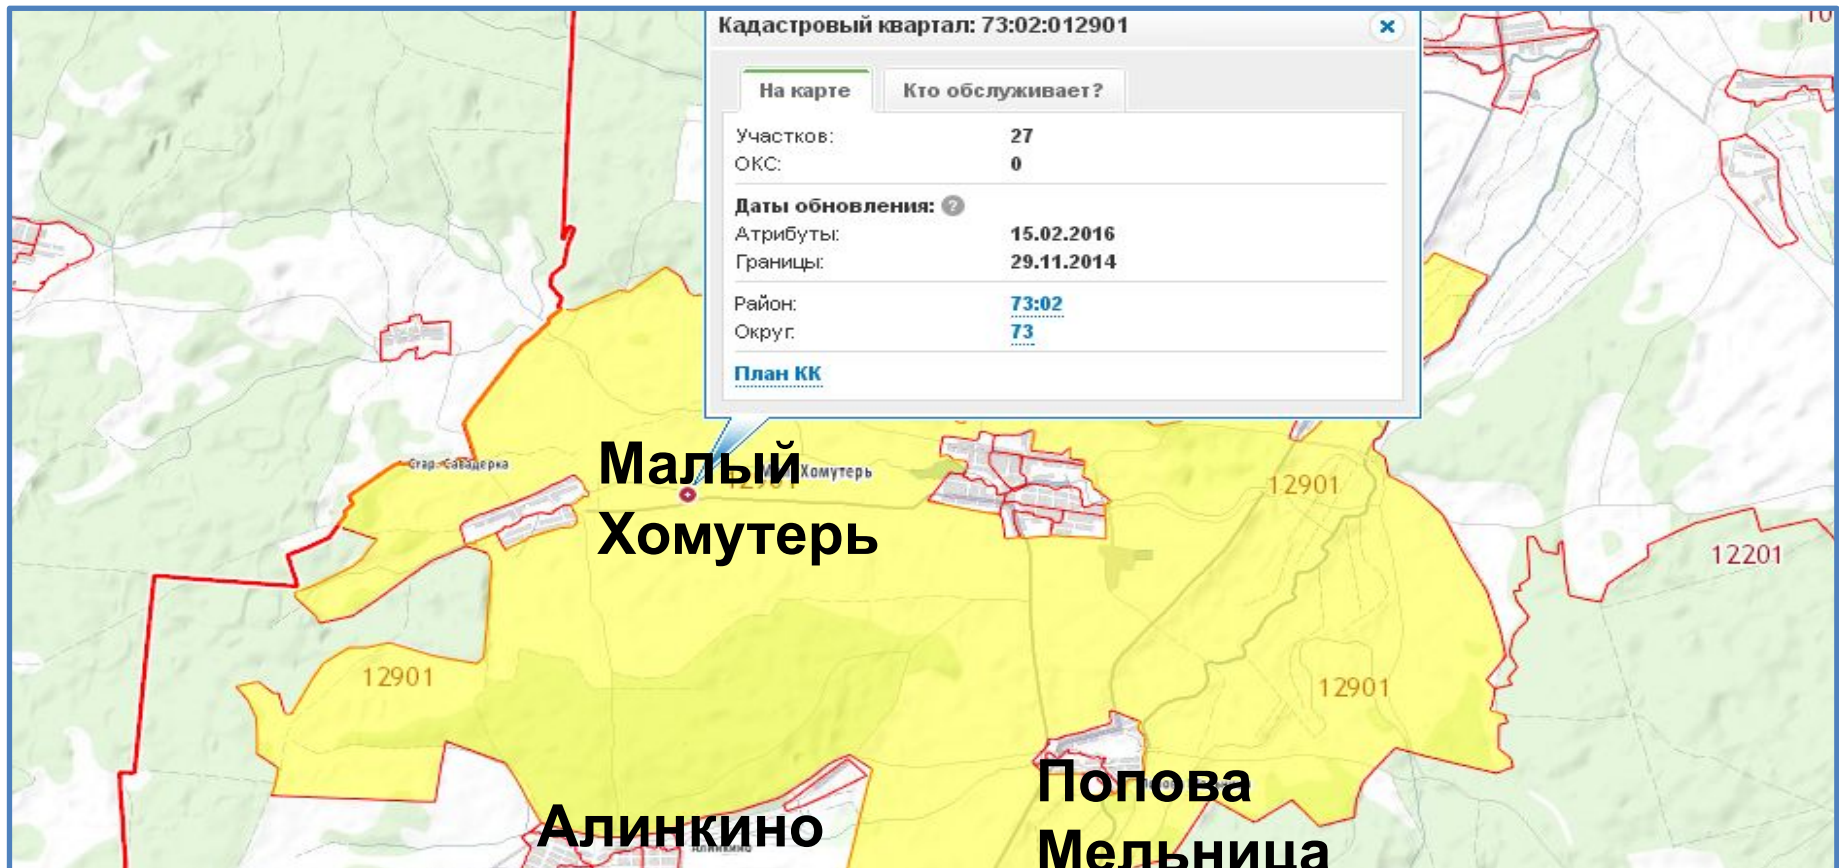 Кадастровый квартал: 73:02:012901
На карте
Кто обслуживает?
Участков: 27
ОКС: 0
Даты обновления:
Атрибуты: 15.02.2016
Границы: 29.11.2014
Район: 73:02
Округ: 73
План КК
Стар. Савадерка
Малый
Хомутерь
Хомутерь
12901
12901
12201
12901
12901
Попова
Мельница
Алинкино
Алинкино